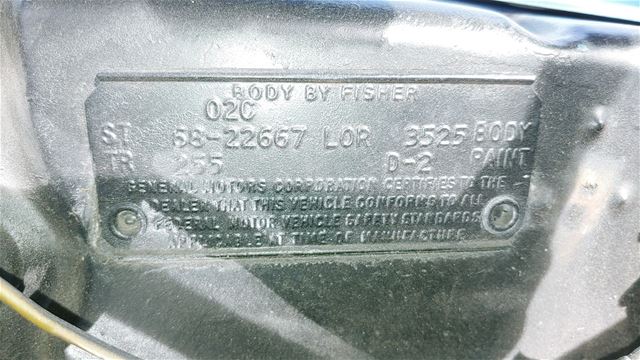 BODY BY FISHER
02C
ST 68-22667 LOR 3525 BODY
TR 255 D-2 PAINT
GENERAL MOTORS CORPORATION CERTIFIES TO THE
DEALER THAT THIS VEHICLE CONFORMS TO ALL
FEDERAL MOTOR VEHICLE SAFETY STANDARDS
APPLICABLE AT TIME OF MANUFACTURE